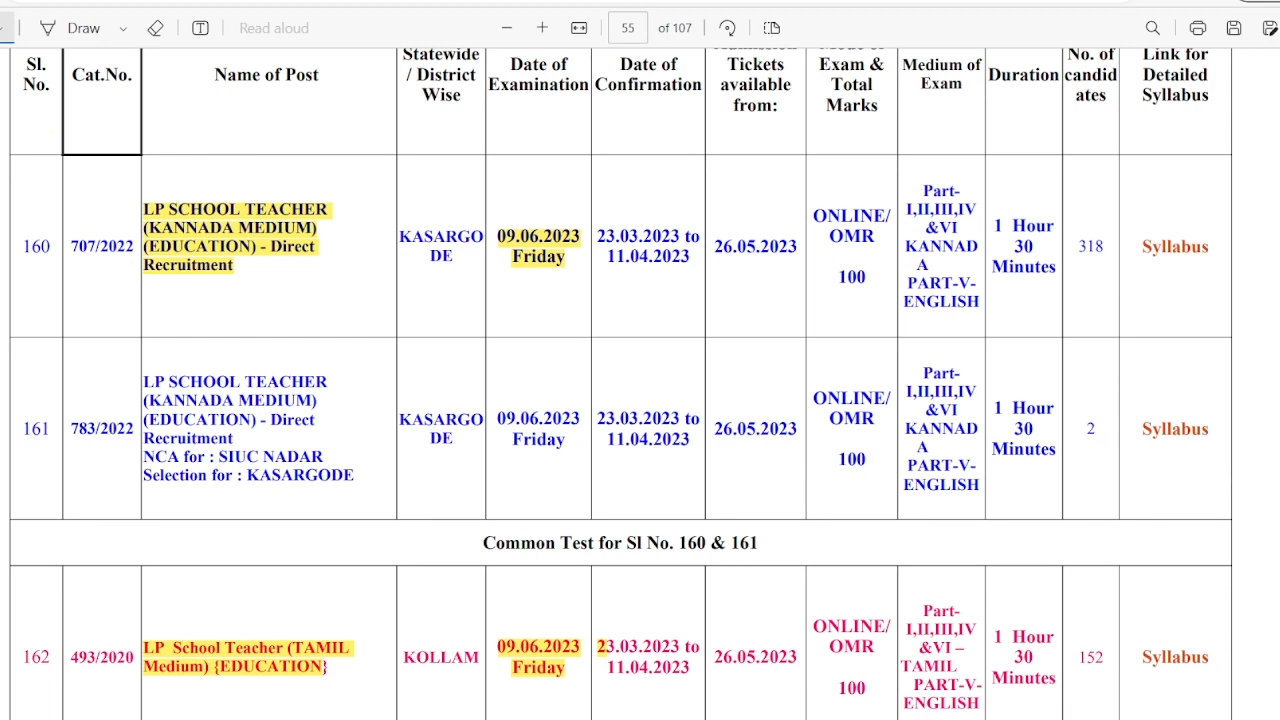 Draw
Read aloud
55
of 107
Sl.
No.
Cat.No.
Name of Post
Statewide
/ District
Wise
Date of
Examination
Date of
Confirmation
Admission
Tickets
available
from:
Mode of
Exam &
Total
Marks
Medium of
Exam
Duration
No. of
candid
ates
Link for
Detailed
Syllabus
160
707/2022
LP SCHOOL TEACHER
(KANNADA MEDIUM)
(EDUCATION) - Direct
Recruitment
KASARGO
DE
09.06.2023
Friday
23.03.2023 to
11.04.2023
26.05.2023
ONLINE/
OMR
100
Part-
I,II,III,IV
&VI
KANNAD
A
PART-V-
ENGLISH
1 Hour
30
Minutes
318
Syllabus
161
783/2022
LP SCHOOL TEACHER
(KANNADA MEDIUM)
(EDUCATION) - Direct
Recruitment
NCA for : SIUC NADAR
Selection for : KASARGODE
KASARGO
DE
09.06.2023
Friday
23.03.2023 to
11.04.2023
26.05.2023
ONLINE/
OMR
100
Part-
I,II,III,IV
&VI
KANNAD
A
PART-V-
ENGLISH
1 Hour
30
Minutes
2
Syllabus
Common Test for Sl No. 160 & 161
162
493/2020
LP School Teacher (TAMIL
Medium) {EDUCATION}
KOLLAM
09.06.2023
Friday
23.03.2023 to
11.04.2023
26.05.2023
ONLINE/
OMR
100
Part-
I,II,III,IV
&VI –
TAMIL
PART-V-
ENGLISH
1 Hour
30
Minutes
152
Syllabus